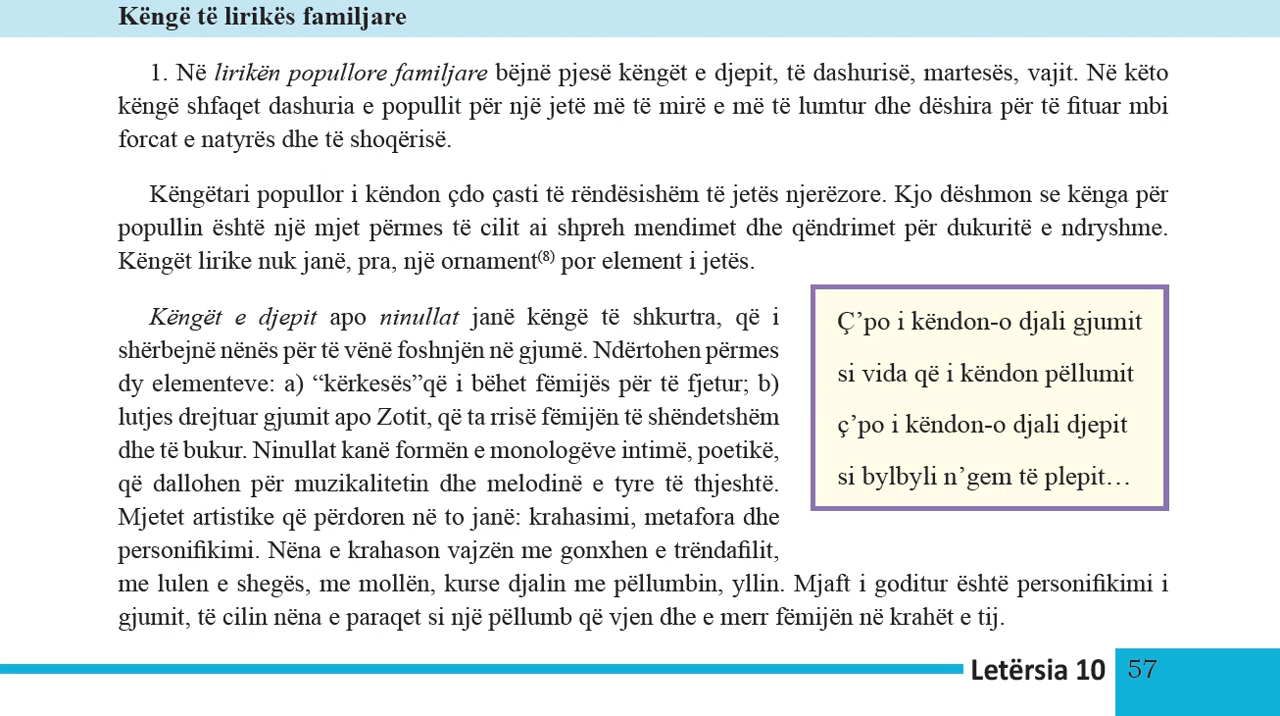 Këngë të lirikës familjare
1. Në lirikën popullore familjare bëjnë pjesë këngët e djepit, të dashurisë, martesës, vajit. Në këto
këngë shfaqet dashuria e popullit për një jetë më të mirë e më të lumtur dhe dëshira për të fituar mbi
forcat e natyrës dhe të shoqërisë.
Këngëtari popullor i këndon çdo çasti të rëndësishëm të jetës njerëzore. Kjo dëshmon se kënga për
popullin është një mjet përmes të cilit ai shpreh mendimet dhe qëndrimet për dukuritë e ndryshme.
Këngët lirike nuk janë, pra, një ornament(8) por element i jetës.
Këngët e djepit apo ninullat janë këngë të shkurtra, që i
shërbejnë nënës për të vënë foshnjën në gjumë. Ndërtohen përmes
dy elementeve: a) “kërkesës”që i bëhet fëmijës për të fjetur; b)
lutjes drejtuar gjumit apo Zotit, që ta rrisë fëmijën të shëndetshëm
dhe të bukur. Ninullat kanë formën e monologëve intimë, poetikë,
që dallohen për muzikalitetin dhe melodinë e tyre të thjeshtë.
Mjetet artistike që përdoren në to janë: krahasimi, metafora dhe
personifikimi. Nëna e krahason vajzën me gonxhen e trëndafilit,
me lulen e shegës, me mollën, kurse djalin me pëllumbin, yllin. Mjaft i goditur është personifikimi i
gjumit, të cilin nëna e paraqet si një pëllumb që vjen dhe e merr fëmijën në krahët e tij.
Ç’po i këndon-o djali gjumit
si vida që i këndon pëllumit
ç’po i këndon-o djali djepit
si bylbyli n’gem të plepit…
Letërsia 10 57